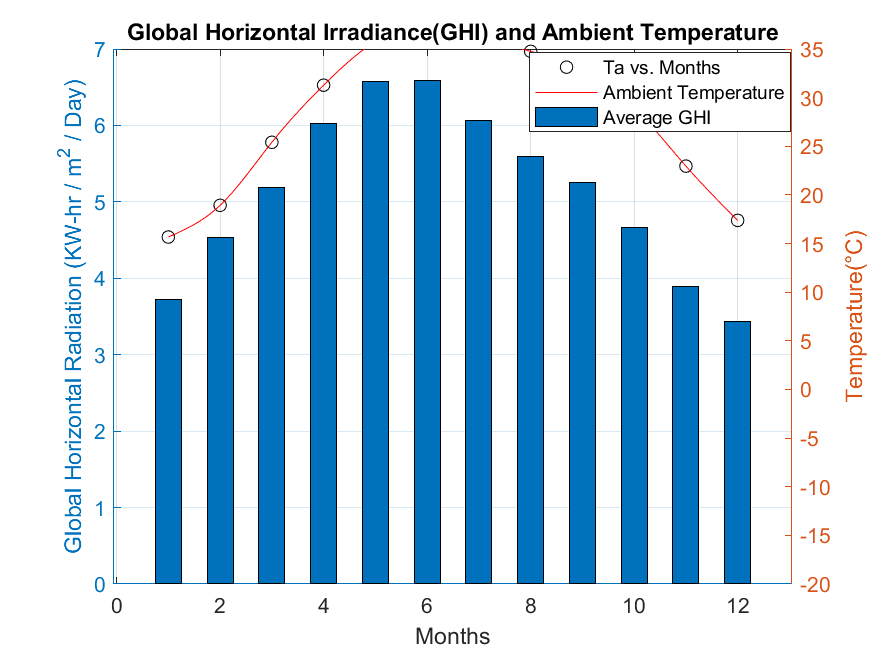 Global Horizontal Irradiance(GHI) and Ambient Temperature
Global Horizontal Radiation (KW-hr / m² / Day)
7
6
5
4
3
2
1
0
Ta vs. Months
Ambient Temperature
Average GHI
35
30
25
20
15
10
5
0
-5
-10
-15
-20
Temperature(°C)
0 2 4 6 8 10 12
Months